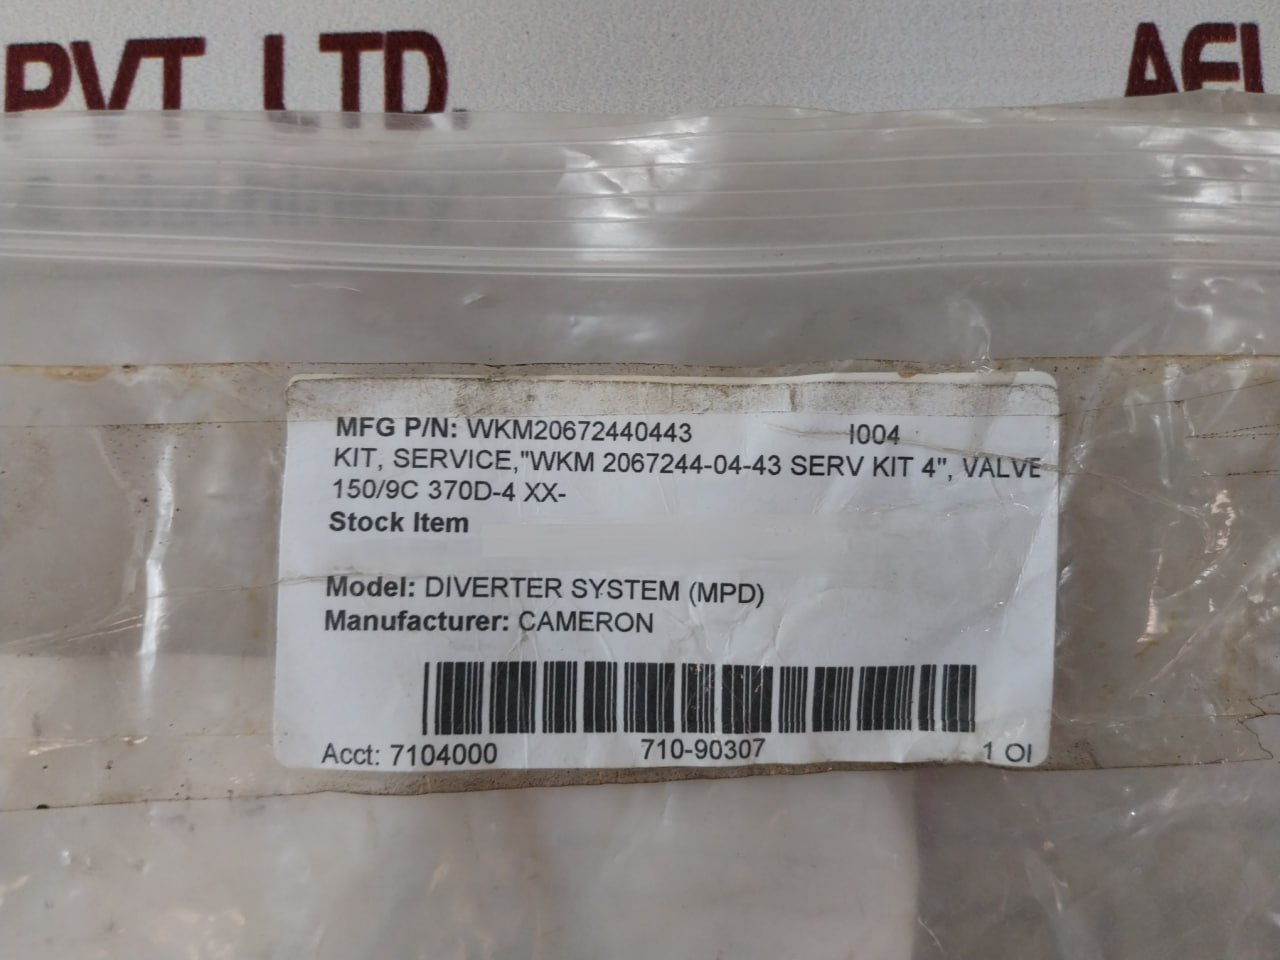 PVT. LTD.
AEL
MFG P/N: WKM20672440443 I004
KIT, SERVICE,"WKM 2067244-04-43 SERV KIT 4", VALVE
150/9C 370D-4 XX-
Stock Item
Model: DIVERTER SYSTEM (MPD)
Manufacturer: CAMERON
Acct: 7104000 710-90307 1 OI